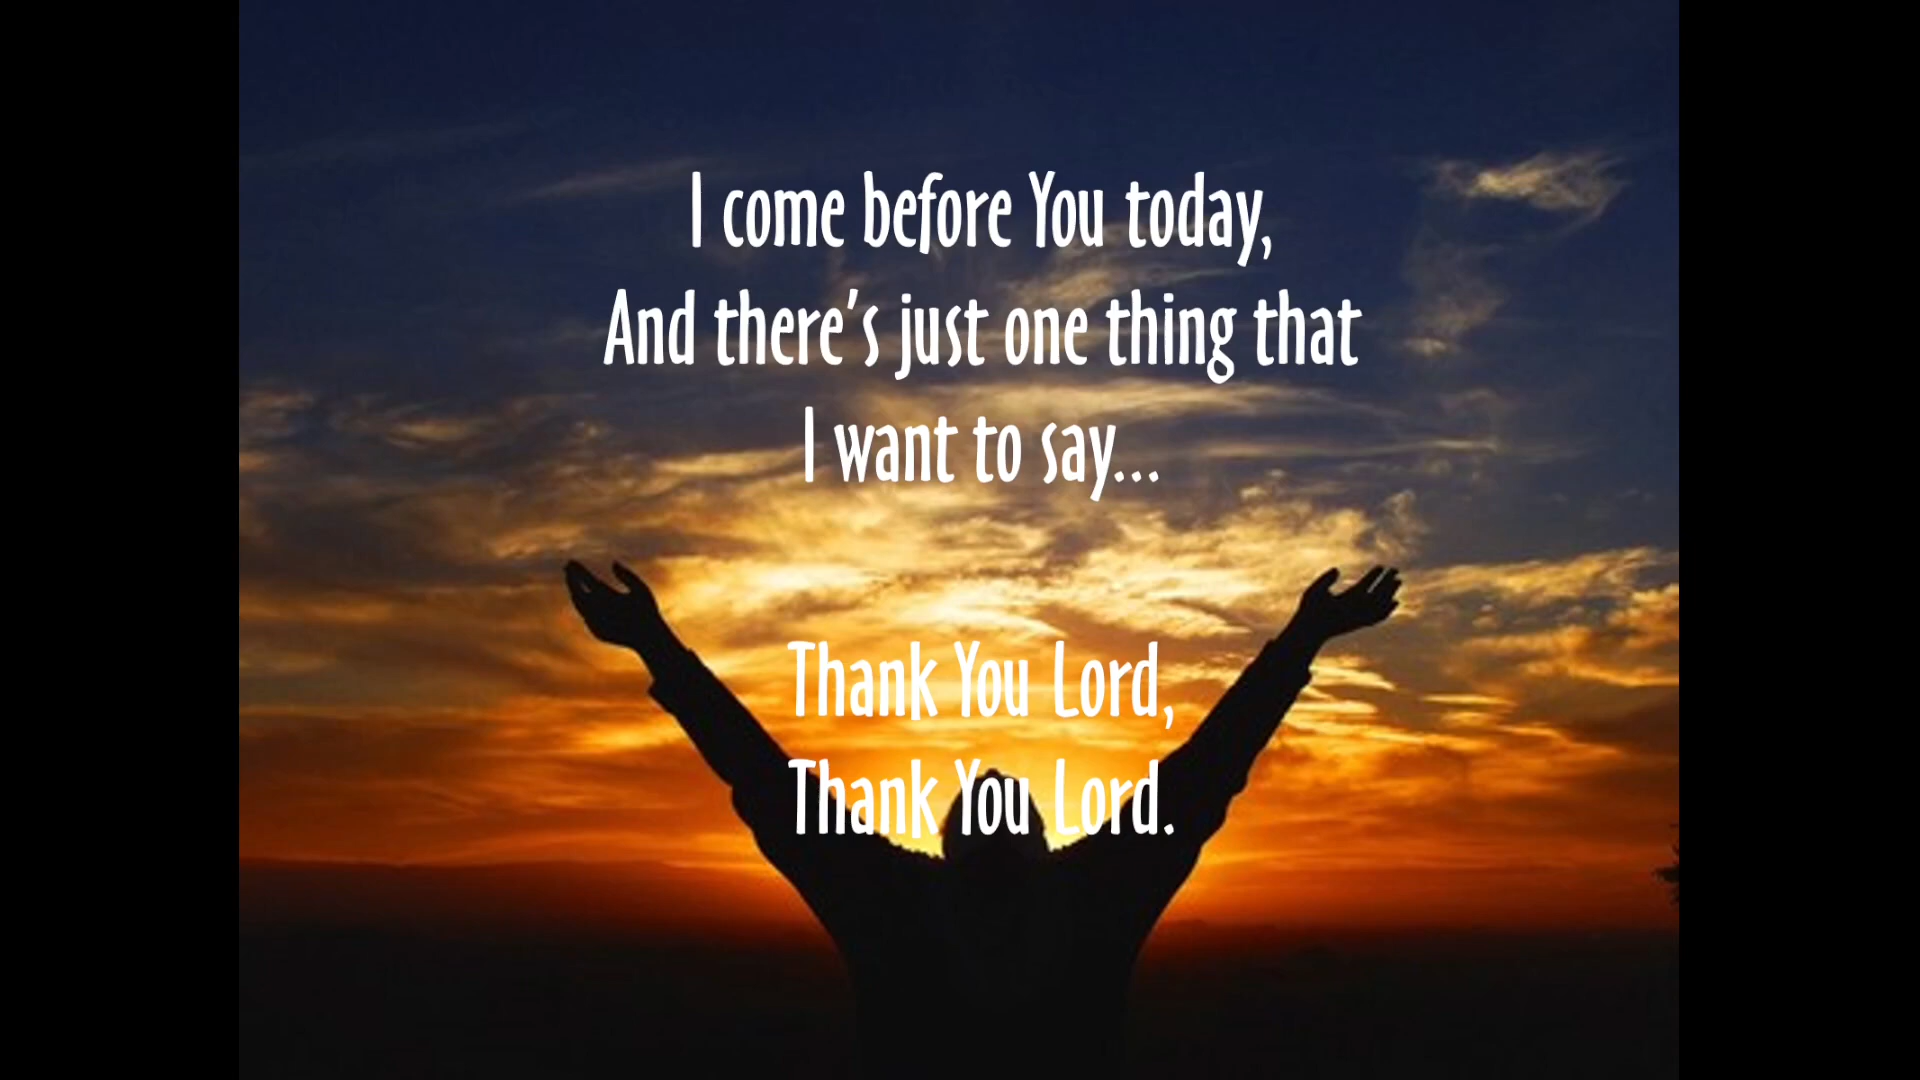 I come before You today,
And there's just one thing that
I want to say...
Thank You Lord,
Thank You Lord.